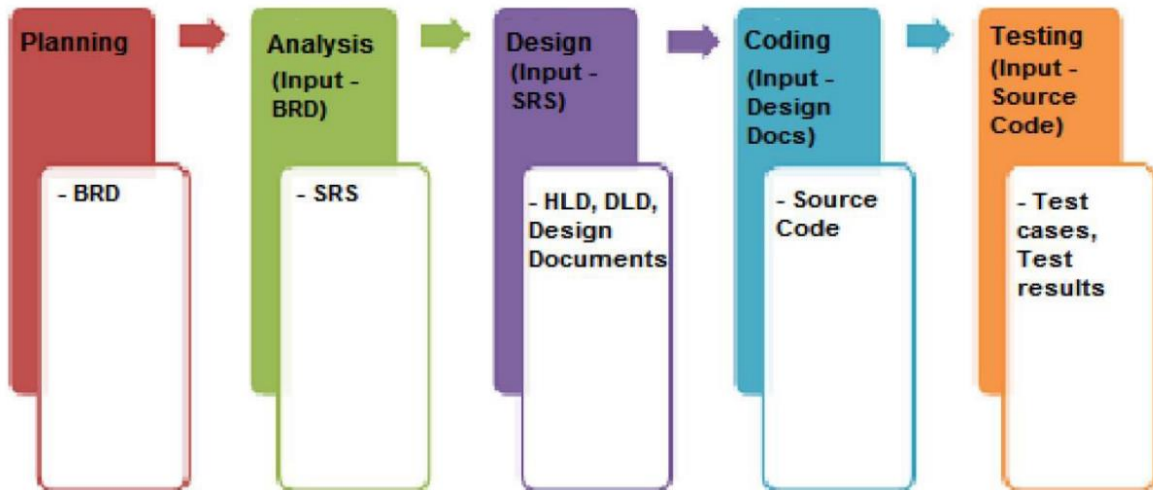 Planning
- BRD
Analysis
(Input -
BRD)
- SRS
Design
(Input -
SRS)
- HLD, DLD,
Design
Documents
Coding
(Input -
Design
Docs)
- Source
Code
Testing
(Input -
Source
Code)
- Test
cases,
Test
results